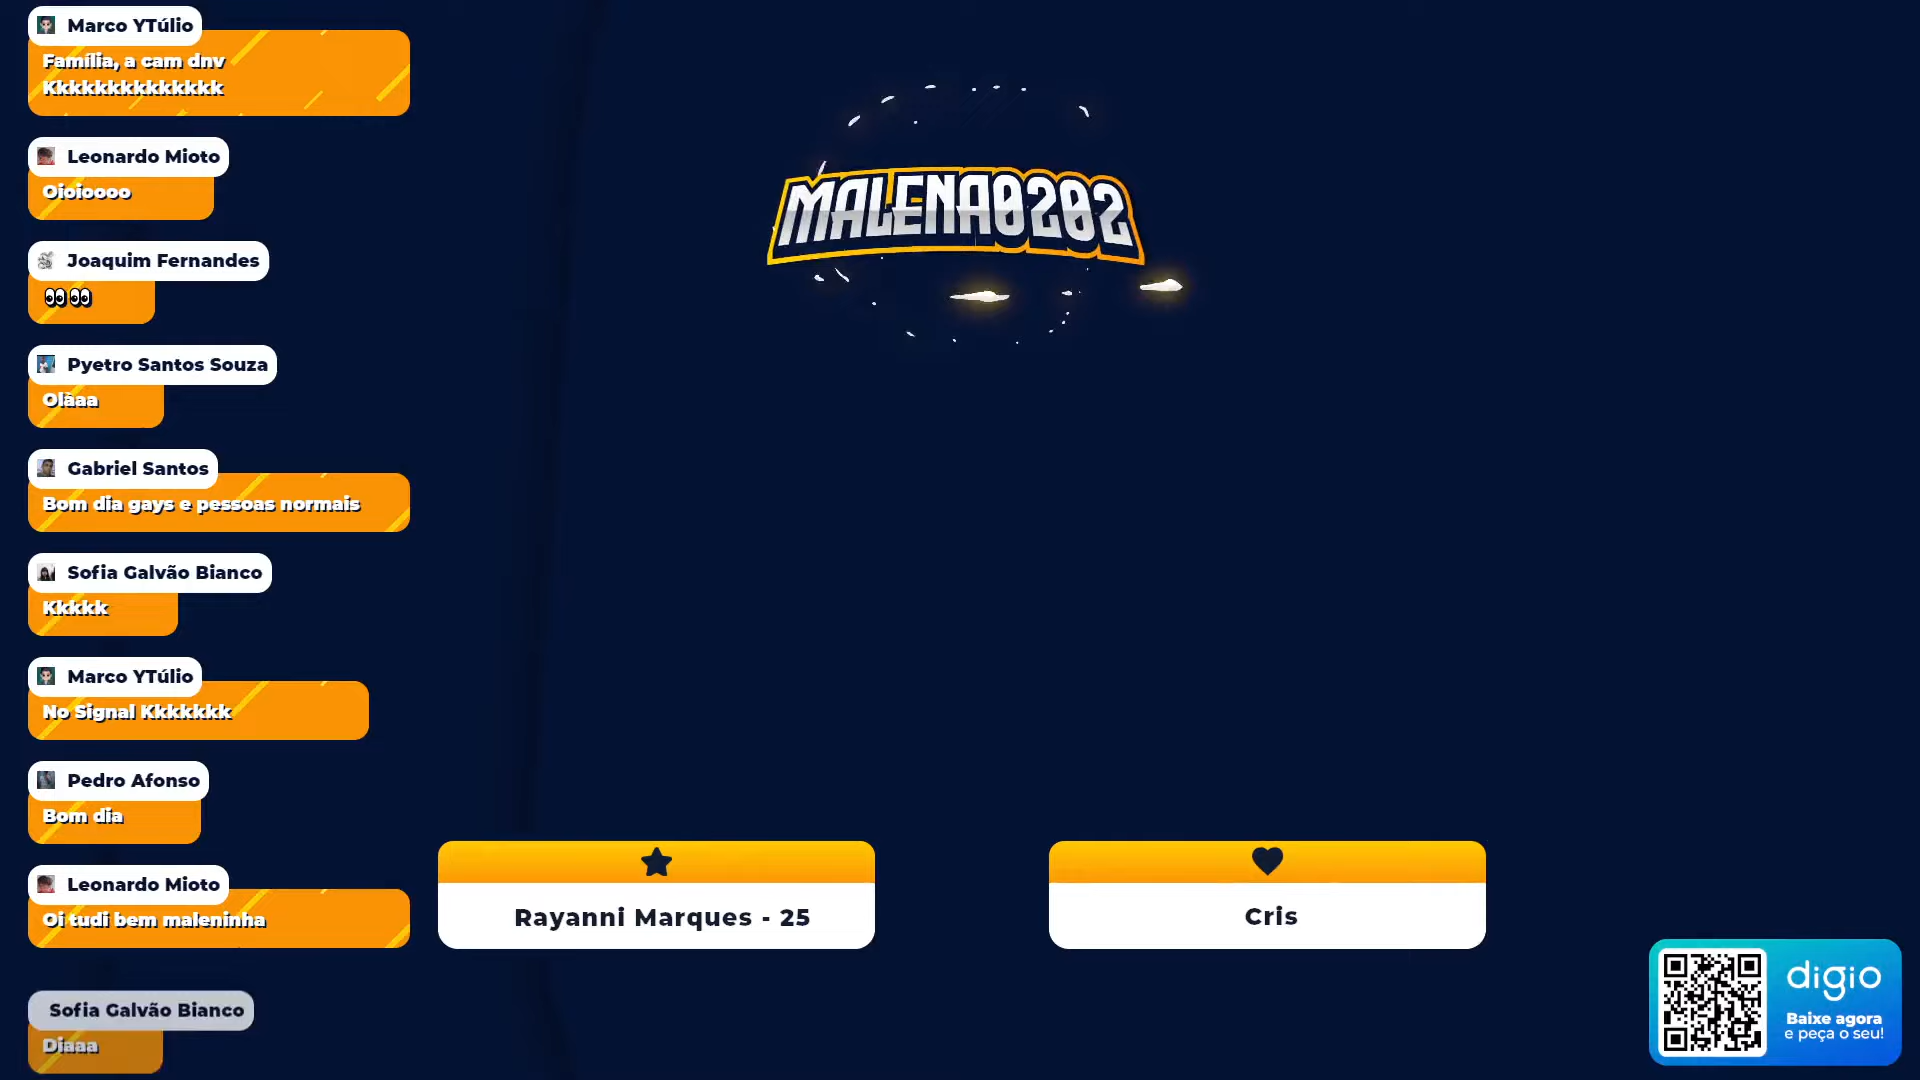 Marco YTúlio
Família, a cam dnv
Kkkkkkkkkkkkkk
Leonardo Mioto
Oioioooo
Joaquim Fernandes
👀👀
Pyetro Santos Souza
Olàaa
Gabriel Santos
Bom dia gays e pessoas normais
Sofia Galvão Bianco
Kkkkk
Marco YTúlio
No Signal Kkkkkkk
Pedro Afonso
Bom dia
Leonardo Mioto
Oi tudi bem maleninha
Sofia Galvão Bianco
Diaaa
MALENA0202
Rayanni Marques - 25
Cris
digio
Baixe agora
e peça o seu!